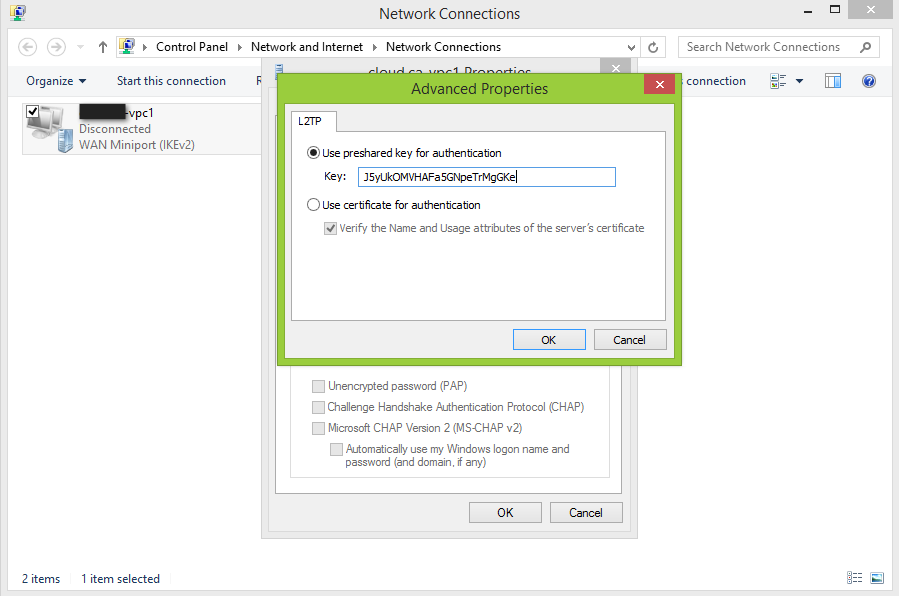 Network Connections
Control Panel Network and Internet Network Connections
Search Network Connections
Organize Start this connection connection
cloud.ca-vpc1 Properties
Advanced Properties
-vpc1
Disconnected
WAN Miniport (IKEv2)
L2TP
Use preshared key for authentication
Key: J5yUkOMVHAFa5GNpeTrMgGKe
Use certificate for authentication
Verify the Name and Usage attributes of the server's certificate
OK Cancel
Unencrypted password (PAP)
Challenge Handshake Authentication Protocol (CHAP)
Microsoft CHAP Version 2 (MS-CHAP v2)
Automatically use my Windows logon name and
password (and domain, if any)
OK Cancel
2 items 1 item selected